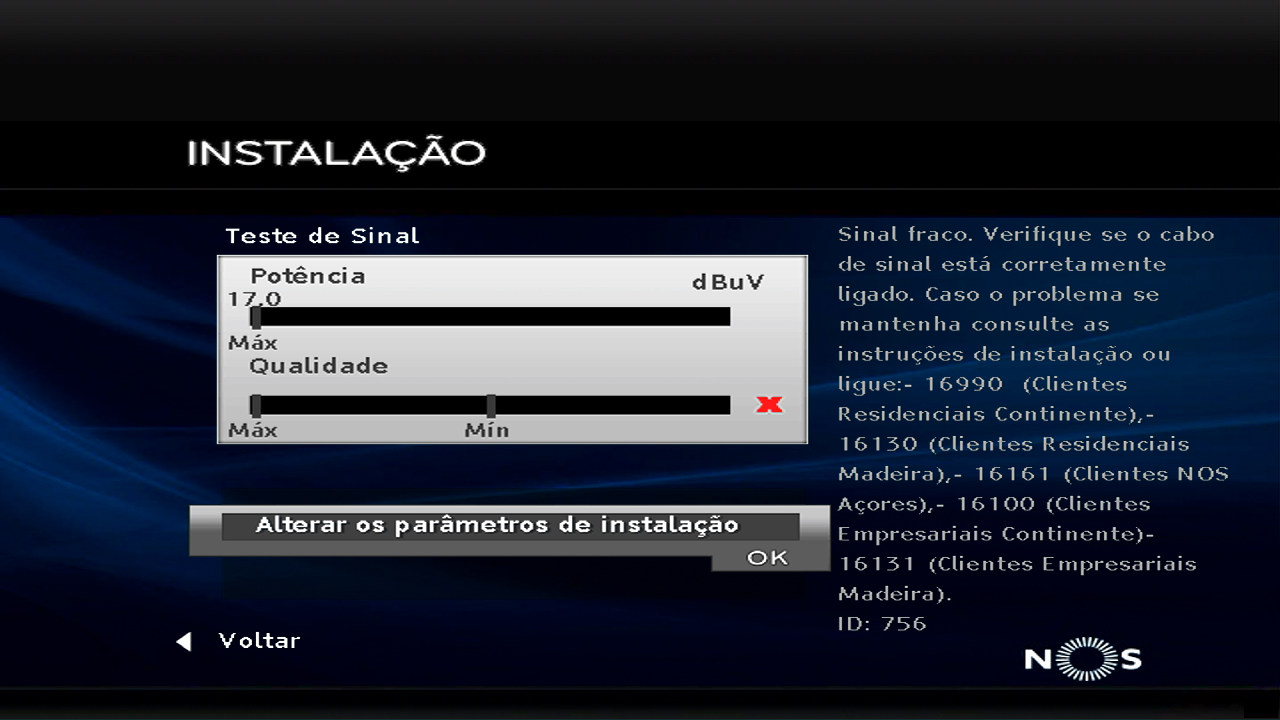 INSTALAÇÃO
Teste de Sinal
Potência
dBuV
17.0
Máx
Qualidade
Máx
Mín
Alterar os parâmetros de instalação
OK
Voltar
Sinal fraco. Verifique se o cabo
de sinal está corretamente
ligado. Caso o problema se
mantenha consulte as
instruções de instalação ou
ligue:- 16990 (Clientes
Residenciais Continente),-
16130 (Clientes Residenciais
Madeira),- 16161 (Clientes NOS
Açores),- 16100 (Clientes
Empresariais Continente)-
16131 (Clientes Empresariais
Madeira).
ID: 756
NOS